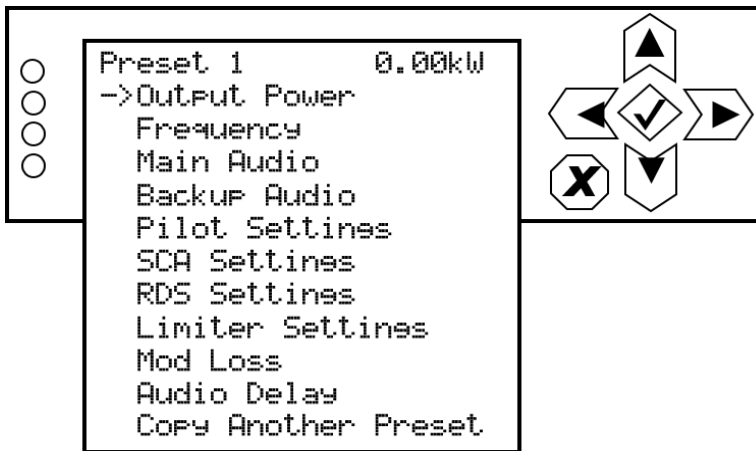 Preset 1 0.00kW
->Output Power
Frequency
Main Audio
Backup Audio
Pilot Settings
SCA Settings
RDS Settings
Limiter Settings
Mod Loss
Audio Delay
Copy Another Preset
X